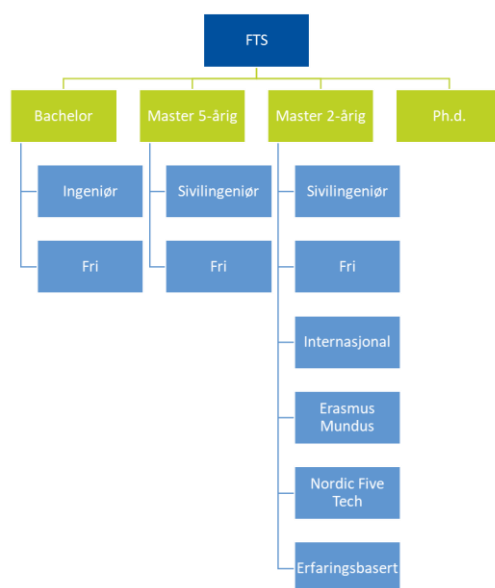 FTS
Bachelor
Master 5-årig
Master 2-årig
Ph.d.
Ingeniør
Sivilingeniør
Sivilingeniør
Fri
Fri
Fri
Internasjonal
Erasmus
Mundus
Nordic Five
Tech
Erfaringsbasert